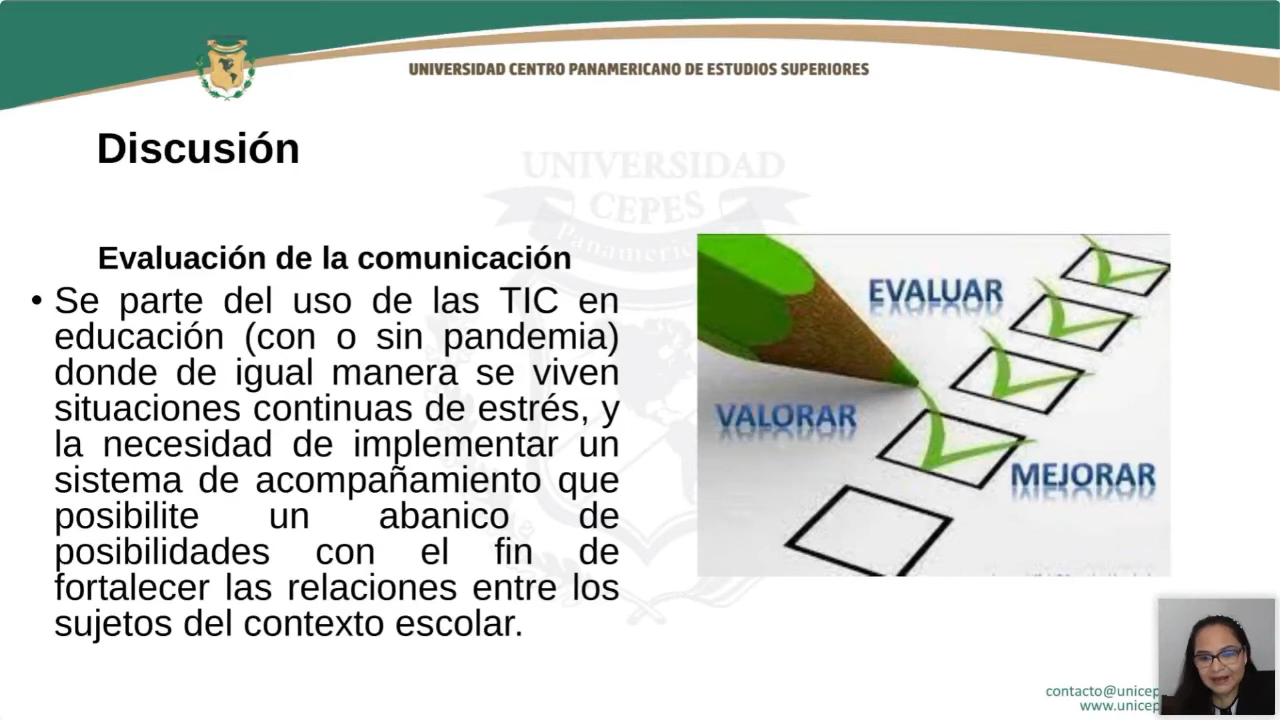 UNIVERSIDAD CENTRO PANAMERICANO DE ESTUDIOS SUPERIORES
Discusión
UNIVERSIDAD
CEPES
Evaluación de la comunicación
• Se parte del uso de las TIC en
educación (con o sin pandemia)
donde de igual manera se viven
situaciones continuas de estrés, y
la necesidad de implementar un
sistema de acompañamiento que
posibilite un abanico de
posibilidades con el fin de
fortalecer las relaciones entre los
sujetos del contexto escolar.
EVALUAR
VALORAR
MEJORAR
contacto@unicep
www.unicep